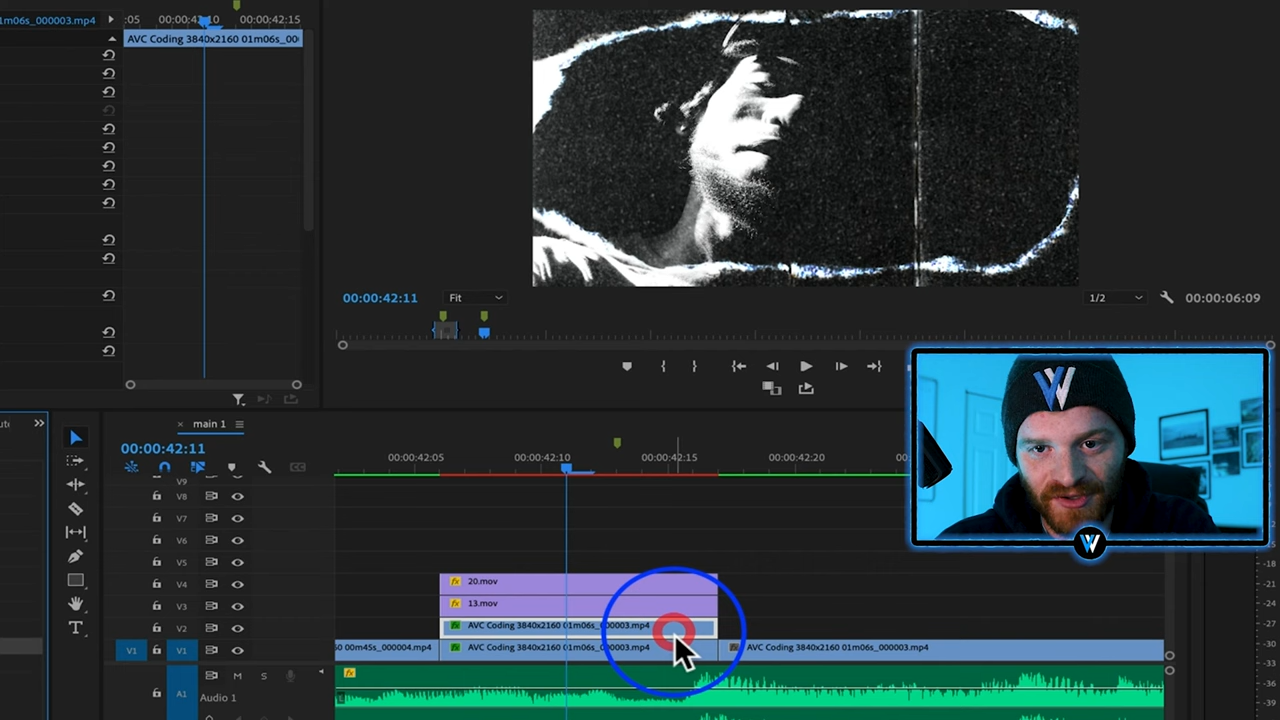 1m06s_000003.mp4
:05
00:00:42:10
00:00:42:15
AVC Coding 3840x2160 01m06s_00
00:00:42:11
Fit
1/2
00:00:06:09
main 1
00:00:42:11
00:00:42:05
00:00:42:10
00:00:42:15
00:00:42:20
V9
V8
V7
V6
V5
V4
V3
V2
V1
V1
20.mov
13.mov
AVC Coding 3840x2160 01m06s_000003.mp4
00m45s_000004.mp4
AVC Coding 3840x2160 01m06s_000003.mp4
AVC Coding 3840x2160 01m06s_000003.mp4
fx
A1
M
S
Audio 1
-18
-21
-24
-27
-30
-33
-36
-39